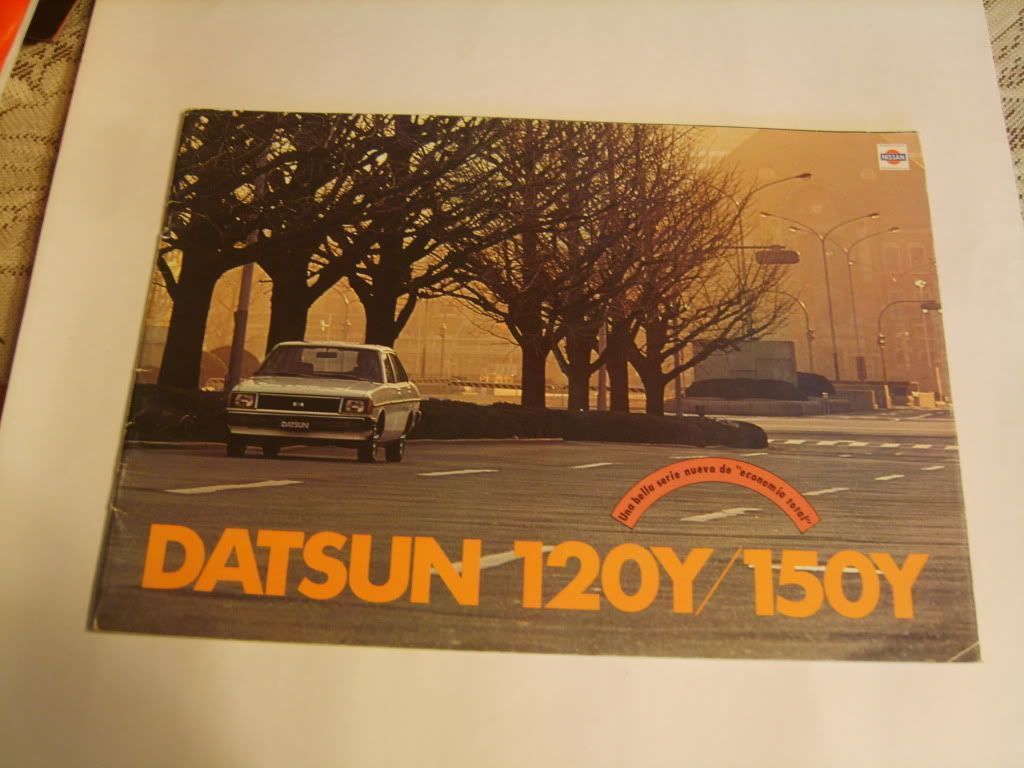 NISSAN
DATSUN
Una bella serie nueva de "economía total"
DATSUN 120Y/150Y